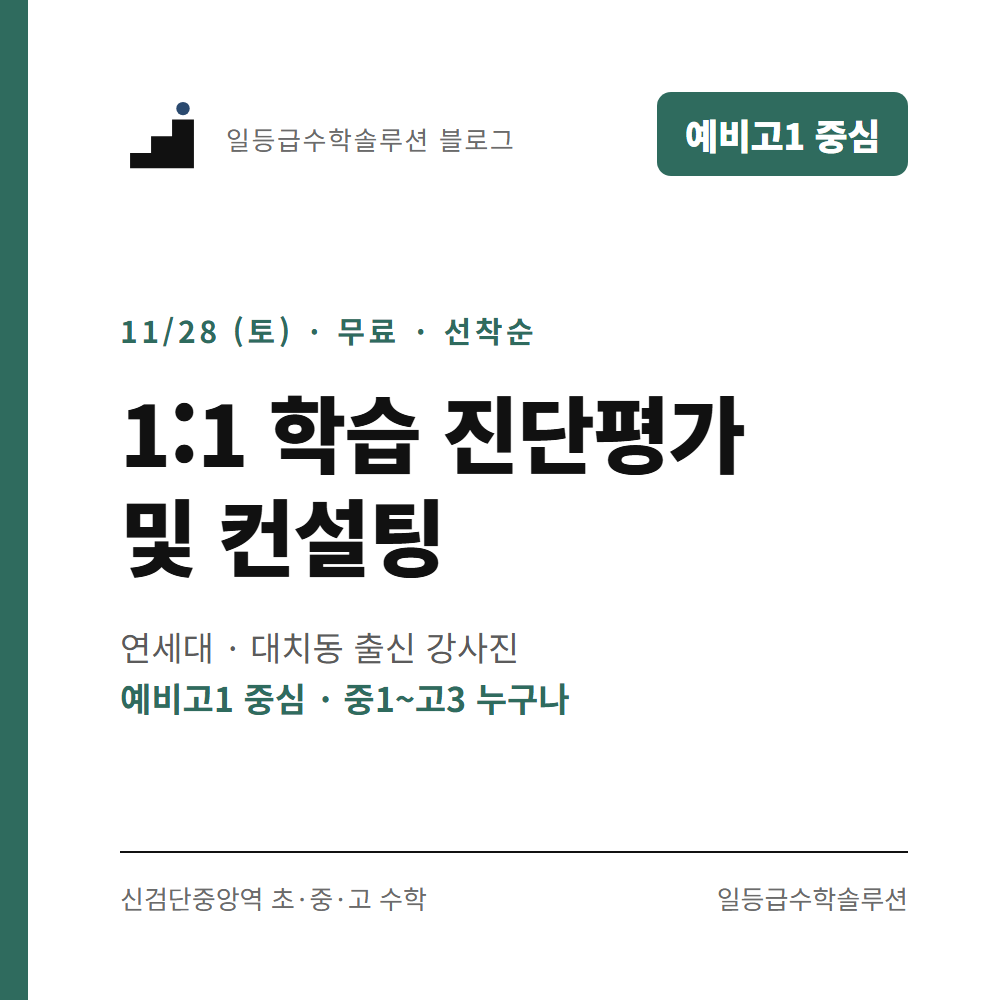 일등급수학솔루션 블로그
예비고1 중심
11/28 (토) · 무료 · 선착순
1:1 학습 진단평가
및 컨설팅
연세대 · 대치동 출신 강사진
예비고1 중심 · 중1~고3 누구나
신검단중앙역 초·중·고 수학
일등급수학솔루션